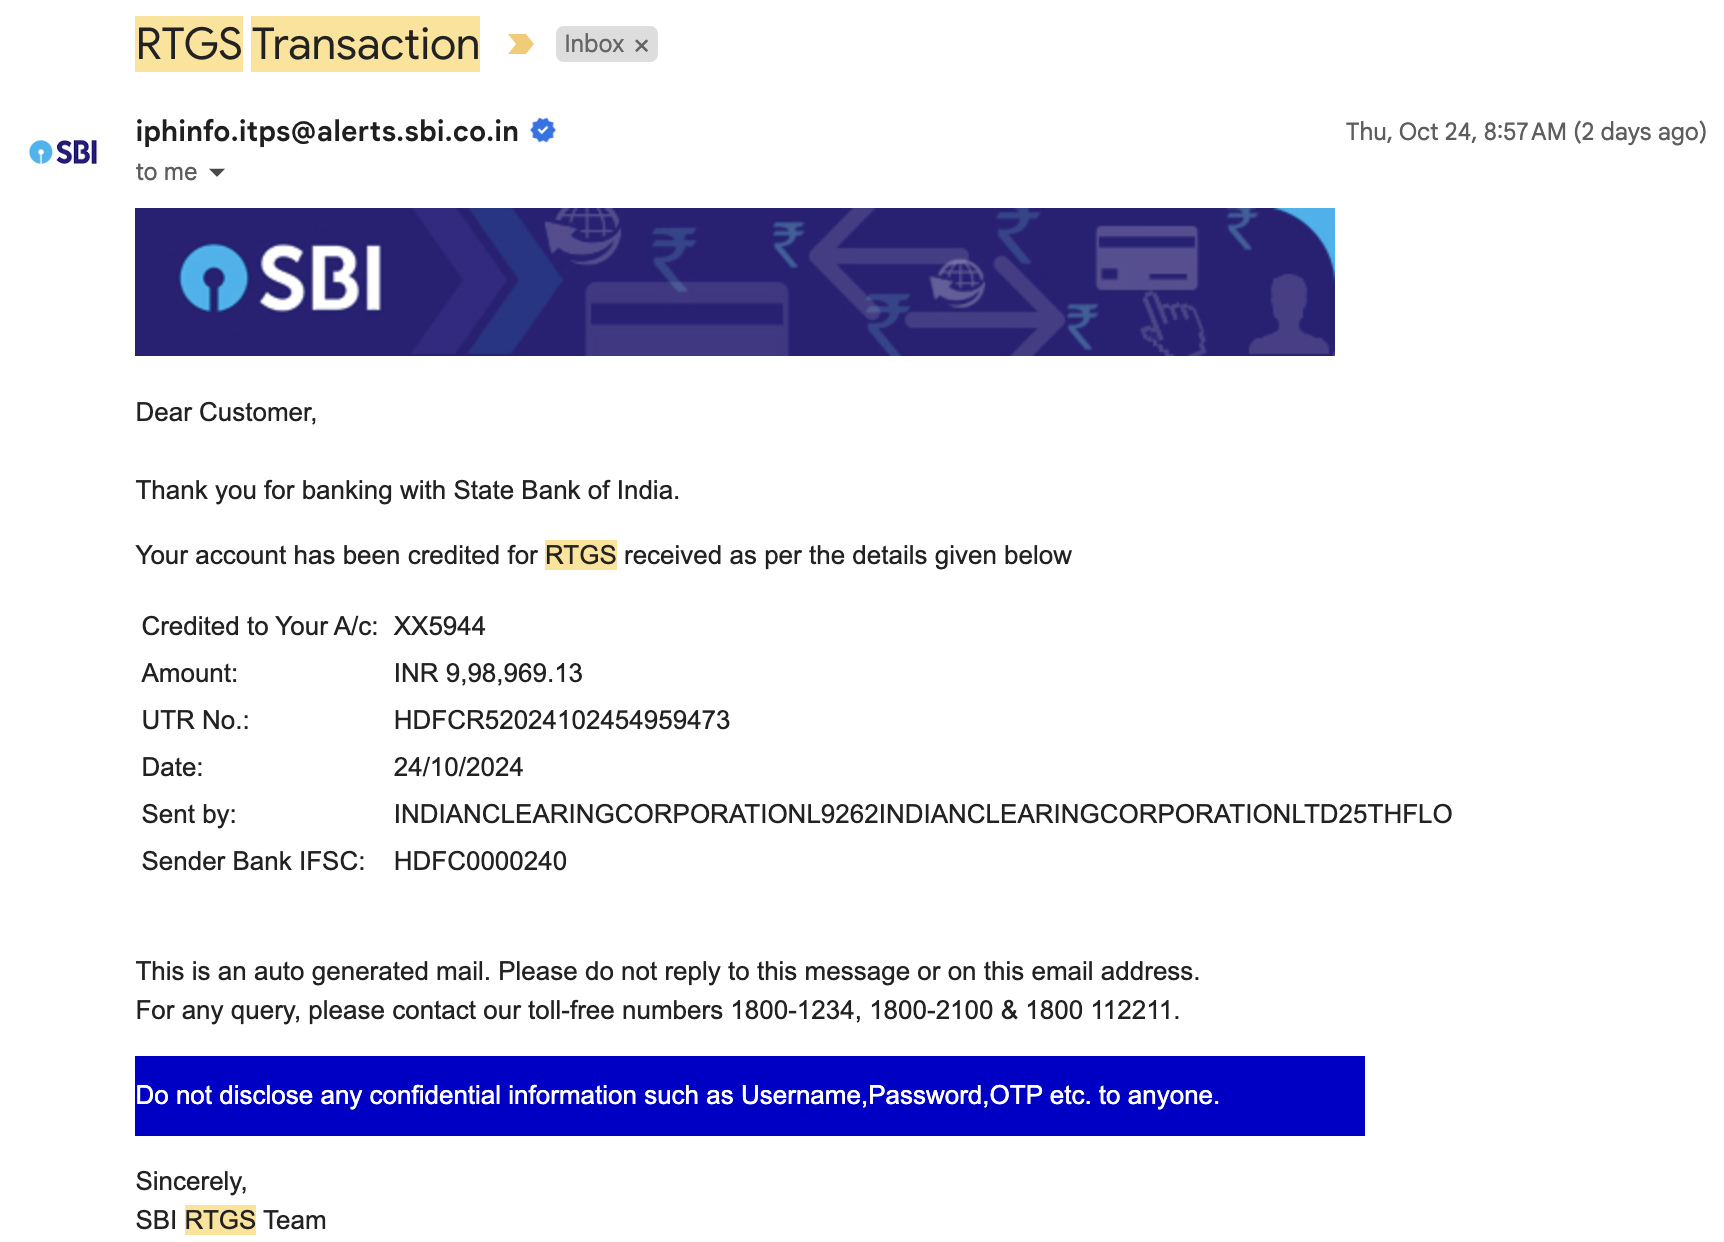 RTGS Transaction Inbox ×
SBI
iphinfo.itps@alerts.sbi.co.in Thu, Oct 24, 8:57 AM (2 days ago)
to me
SBI
Dear Customer,
Thank you for banking with State Bank of India.
Your account has been credited for RTGS received as per the details given below
Credited to Your A/c: XX5944
Amount: INR 9,98,969.13
UTR No.: HDFCR52024102454959473
Date: 24/10/2024
Sent by: INDIANCLEARINGCORPORATIONL9262INDIANCLEARINGCORPORATIONLTD25THFLO
Sender Bank IFSC: HDFC0000240
This is an auto generated mail. Please do not reply to this message or on this email address.
For any query, please contact our toll-free numbers 1800-1234, 1800-2100 & 1800 112211.
Do not disclose any confidential information such as Username,Password,OTP etc. to anyone.
Sincerely,
SBI RTGS Team